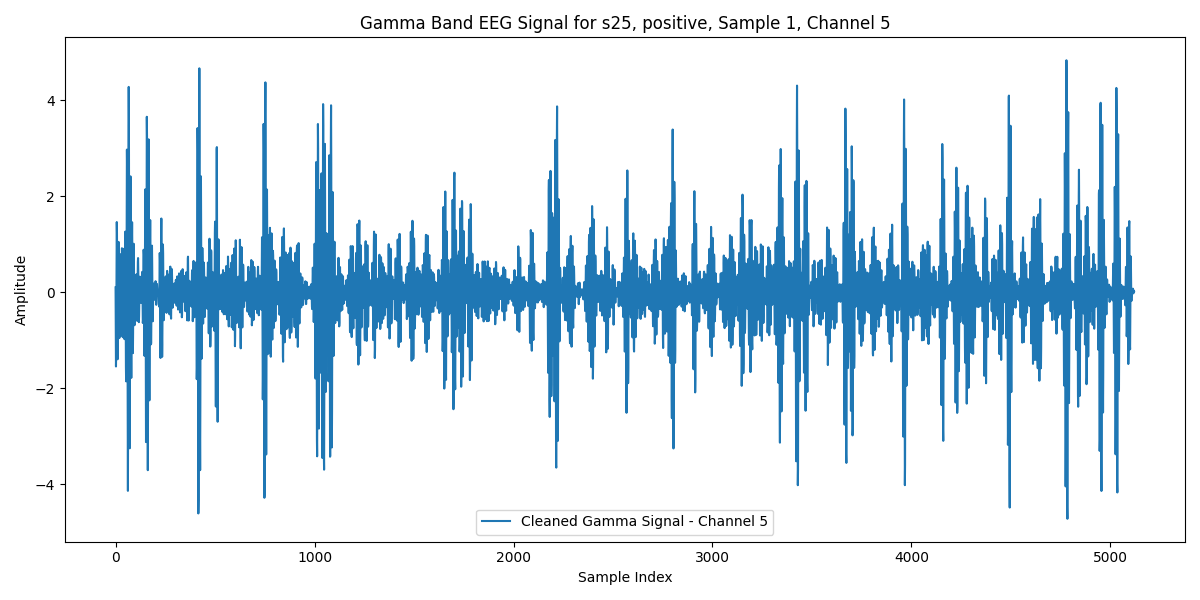 Gamma Band EEG Signal for s25, positive, Sample 1, Channel 5
Amplitude
4
2
0
−2
−4
Cleaned Gamma Signal - Channel 5
0 1000 2000 3000 4000 5000
Sample Index